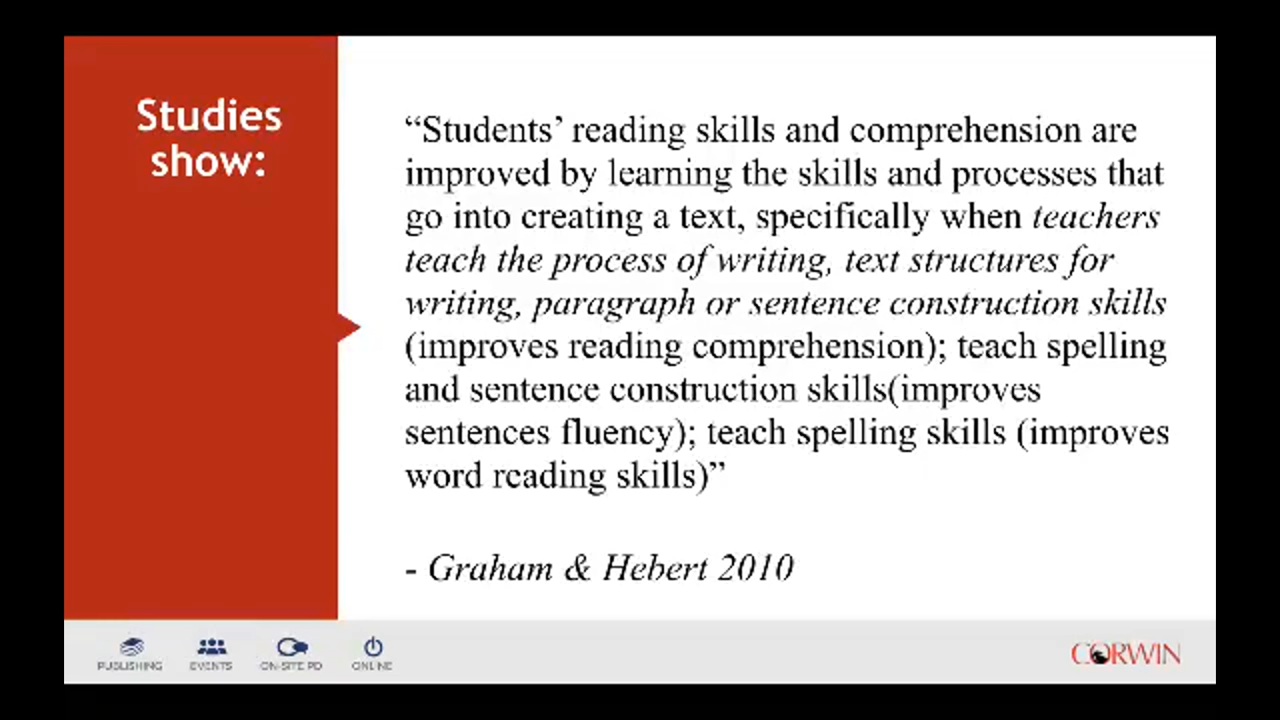 Studies
show:
“Students’ reading skills and comprehension are
improved by learning the skills and processes that
go into creating a text, specifically when teachers
teach the process of writing, text structures for
writing, paragraph or sentence construction skills
(improves reading comprehension); teach spelling
and sentence construction skills(improves
sentences fluency); teach spelling skills (improves
word reading skills)”
- Graham & Hebert 2010
PUBLISHING EVENTS ON-SITE PD ONLINE
CORWIN